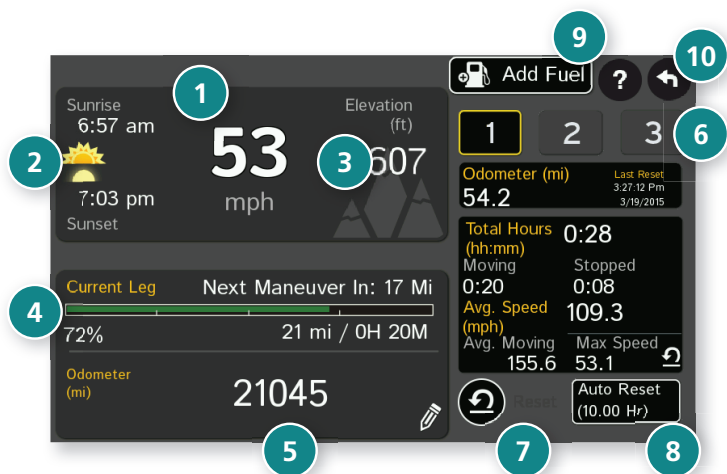 9
10
Add Fuel
?
1
Sunrise
6:57 am
Elevation
(ft)
53
mph
2
3
607
7:03 pm
Sunset
1
2
3
6
Odometer (mi)
54.2
Last Reset
3:27:12 Pm
3/19/2015
Total Hours
(hh:mm)
0:28
Moving
Stopped
0:20
0:08
Avg. Speed
(mph)
109.3
Avg. Moving
Max Speed
155.6
53.1
4
Current Leg
Next Maneuver In: 17 Mi
72%
21 mi / 0H 20M
Odometer
(mi)
21045
Reset
Auto Reset
(10.00 Hr)
5
7
8